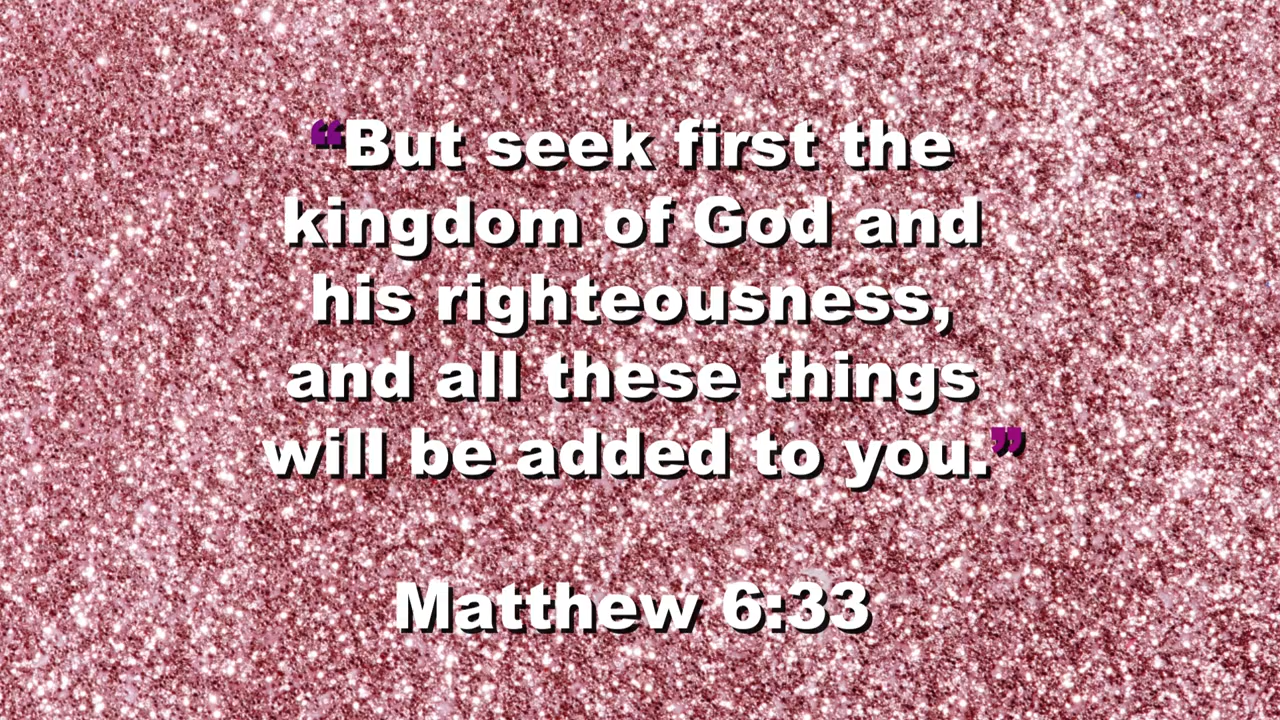 “But seek first the
kingdom of God and
his righteousness,
and all these things
will be added to you.”
Matthew 6:33